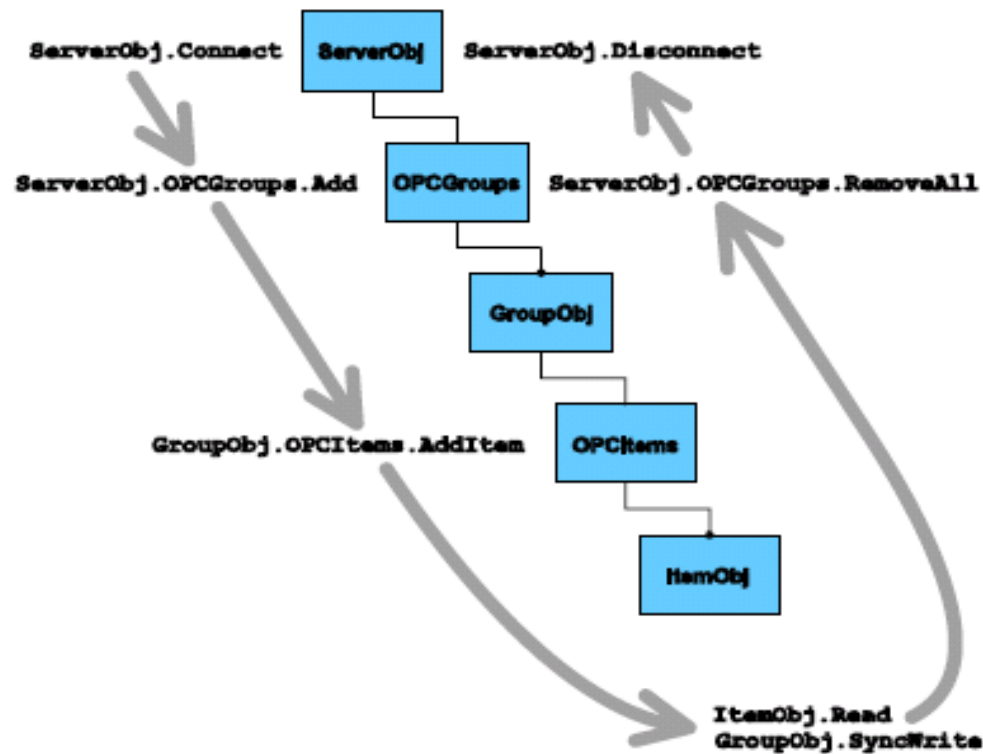 ServerObj.Connect
ServerObj
ServerObj.Disconnect
ServerObj.OPCGroups.Add
OPCGroups
ServerObj.OPCGroups.RemoveAll
GroupObj
GroupObj.OPCItems.AddItem
OPCItems
ItemObj
ItemObj.Read
GroupObj.SyncWrite